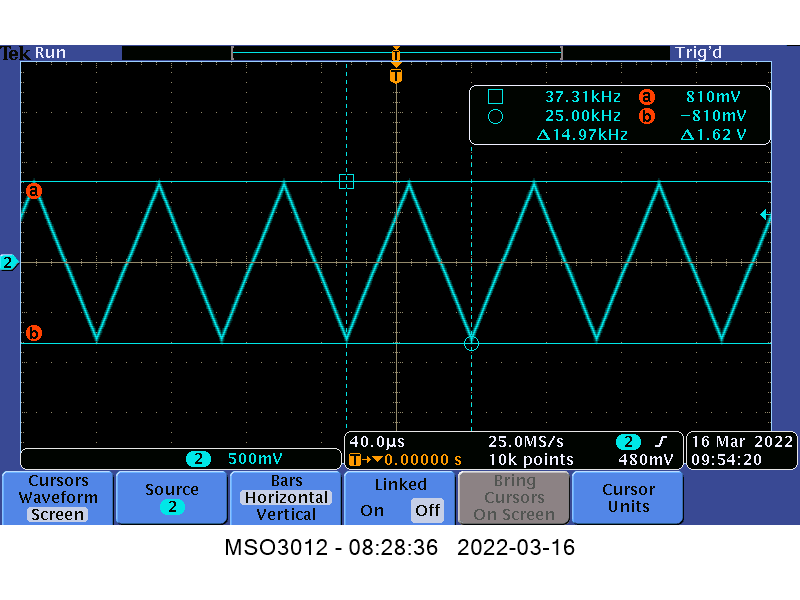 Tek Run Trig'd
T
T
37.31kHz a 810mV
25.00kHz b −810mV
Δ14.97kHz Δ1.62 V
a
2
b
40.0µs 25.0MS/s 2
2 500mV T→▼0.00000 s 10k points 480mV
16 Mar 2022
09:54:20
Cursors
Waveform
Screen
Source
2
Bars
Horizontal
Vertical
Linked
On Off
Bring
Cursors
On Screen
Cursor
Units
MSO3012 - 08:28:36 2022-03-16